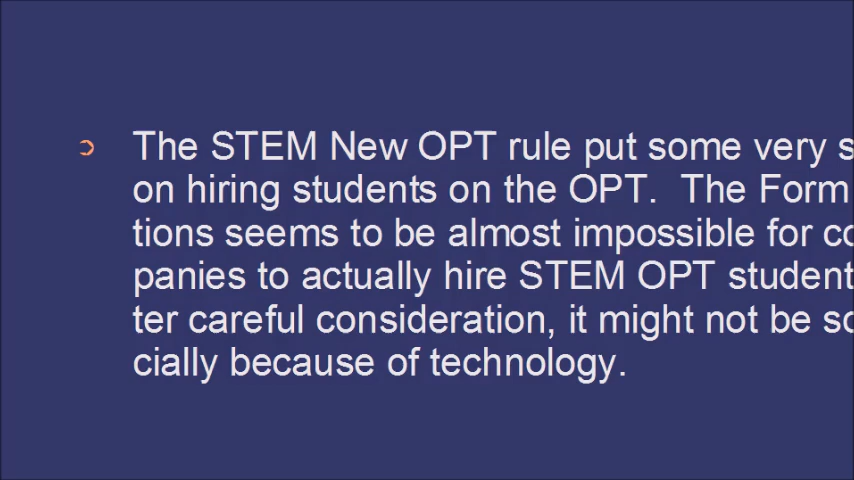 The STEM New OPT rule put some very s
on hiring students on the OPT.  The Form
tions seems to be almost impossible for co
panies to actually hire STEM OPT student
ter careful consideration, it might not be so
cially because of technology.